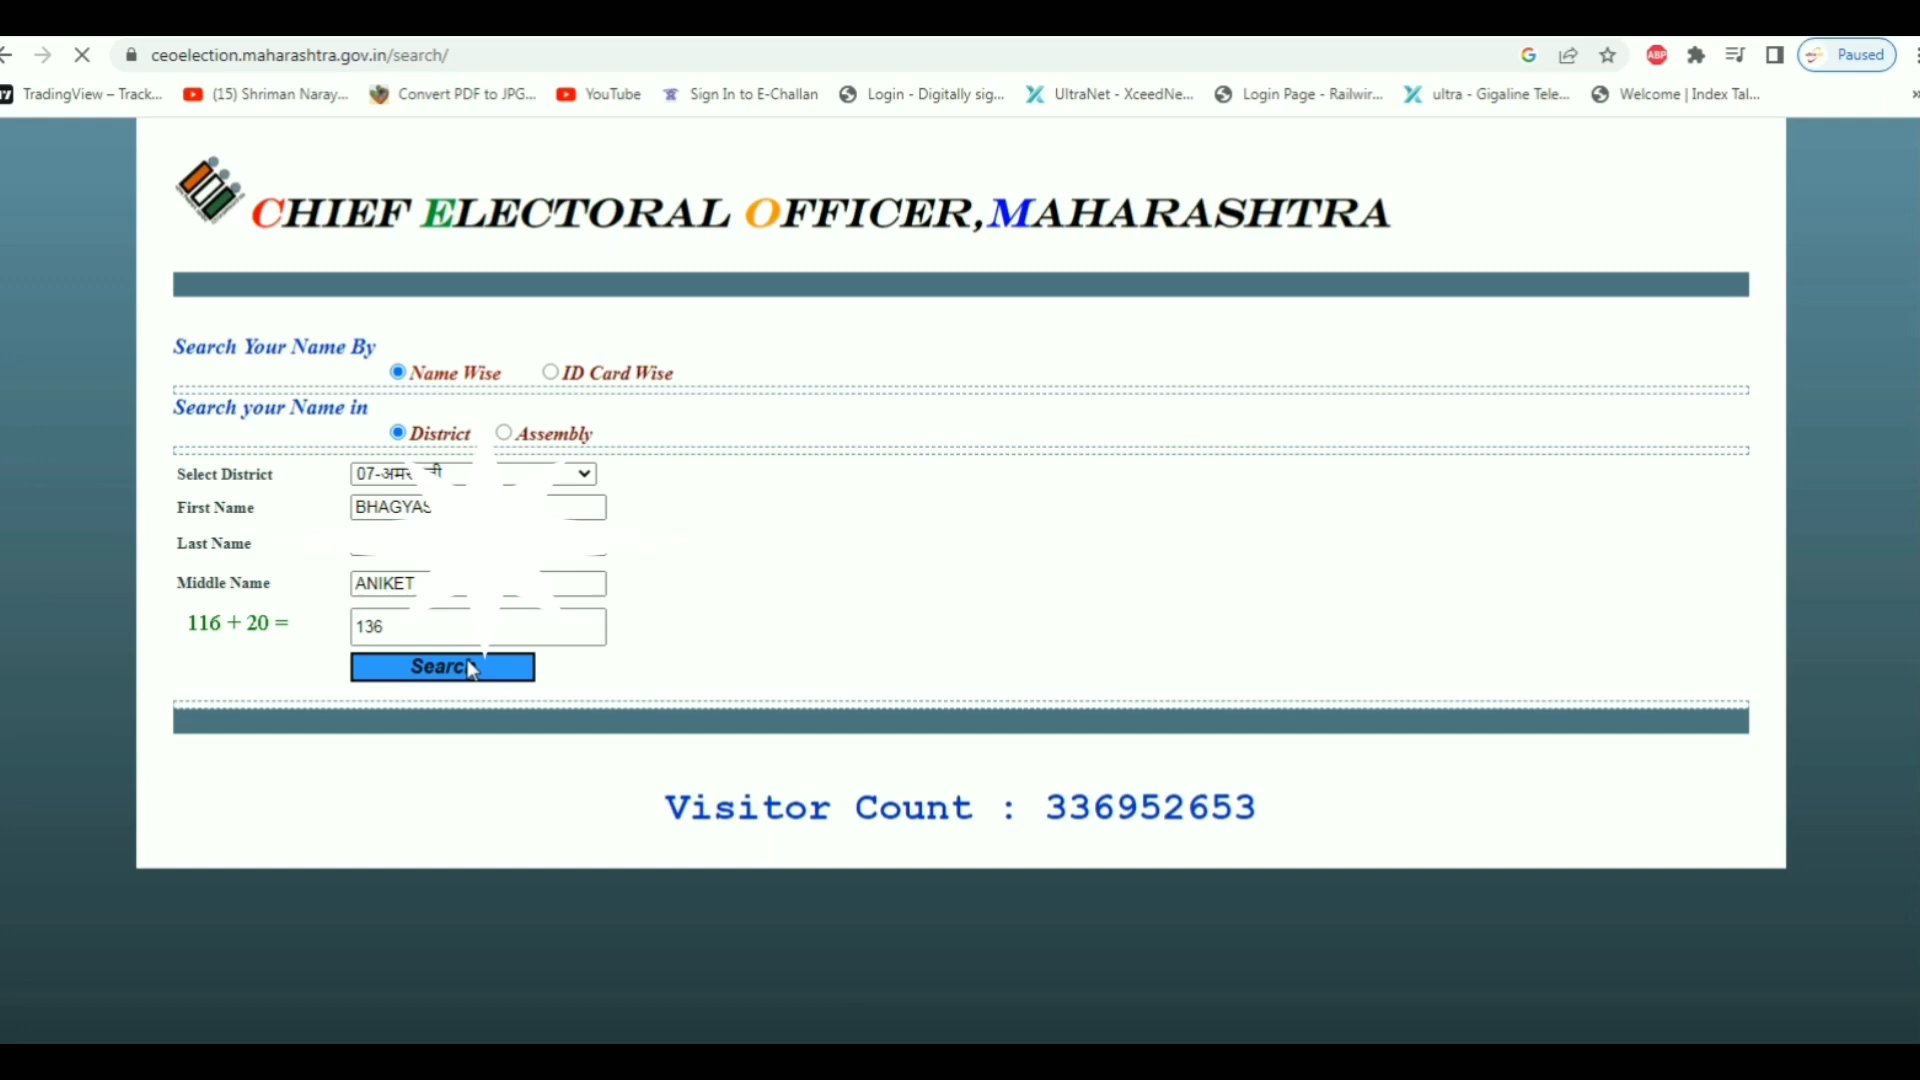 ceoelection.maharashtra.gov.in/search/ Paused
TradingView – Track... (15) Shriman Naray... Convert PDF to JPG... YouTube Sign In to E-Challan Login - Digitally sig... UltraNet - XceedNe... Login Page - Railwir... ultra - Gigaline Tele... Welcome | Index Tal...
CHIEF ELECTORAL OFFICER,MAHARASHTRA
Search Your Name By
Name Wise ID Card Wise
Search your Name in
District Assembly
Select District 07-
First Name
Last Name
Middle Name ANIKET
116 + 20 = 136
Search
Visitor Count : 336952653